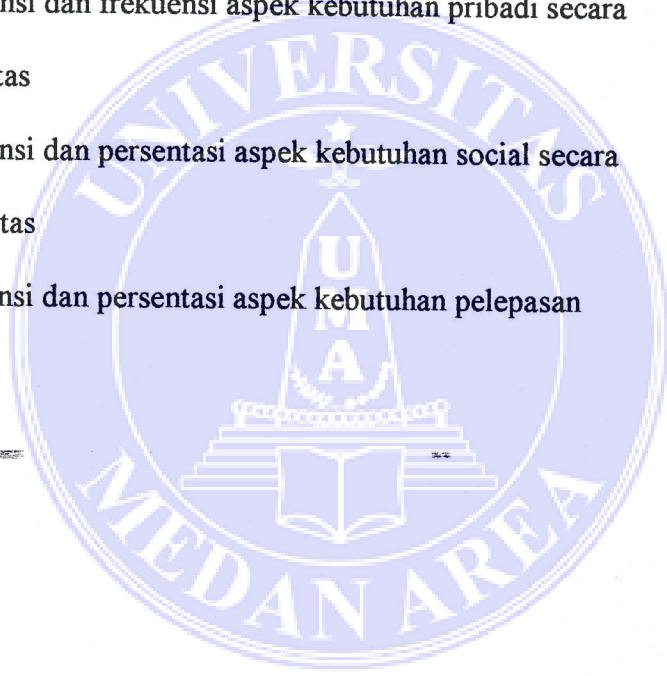 nsi dan frekuensi aspek kebutuhan pribadi secara
tas
nsi dan persentasi aspek kebutuhan social secara
tas
nsi dan persentasi aspek kebutuhan pelepasan
UNIVERSITAS
UMA
MEDAN AREA